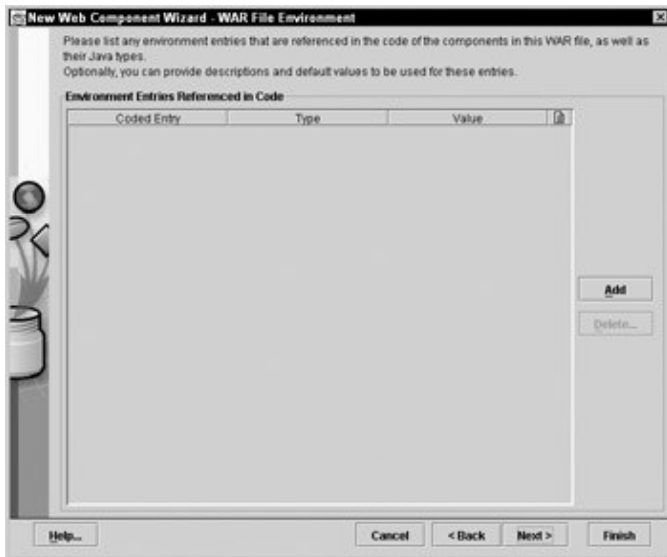 New Web Component Wizard - WAR File Environment
Please list any environment entries that are referenced in the code of the components in this WAR file, as well as
their Java types.
Optionally, you can provide descriptions and default values to be used for these entries.
Environment Entries Referenced in Code
Coded Entry Type Value
Add
Delete...
Help... Cancel < Back Next > Finish